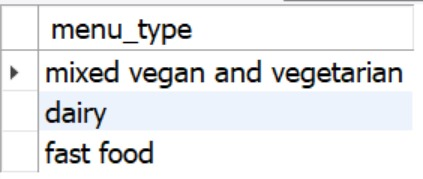 menu_type
mixed vegan and vegetarian
dairy
fast food